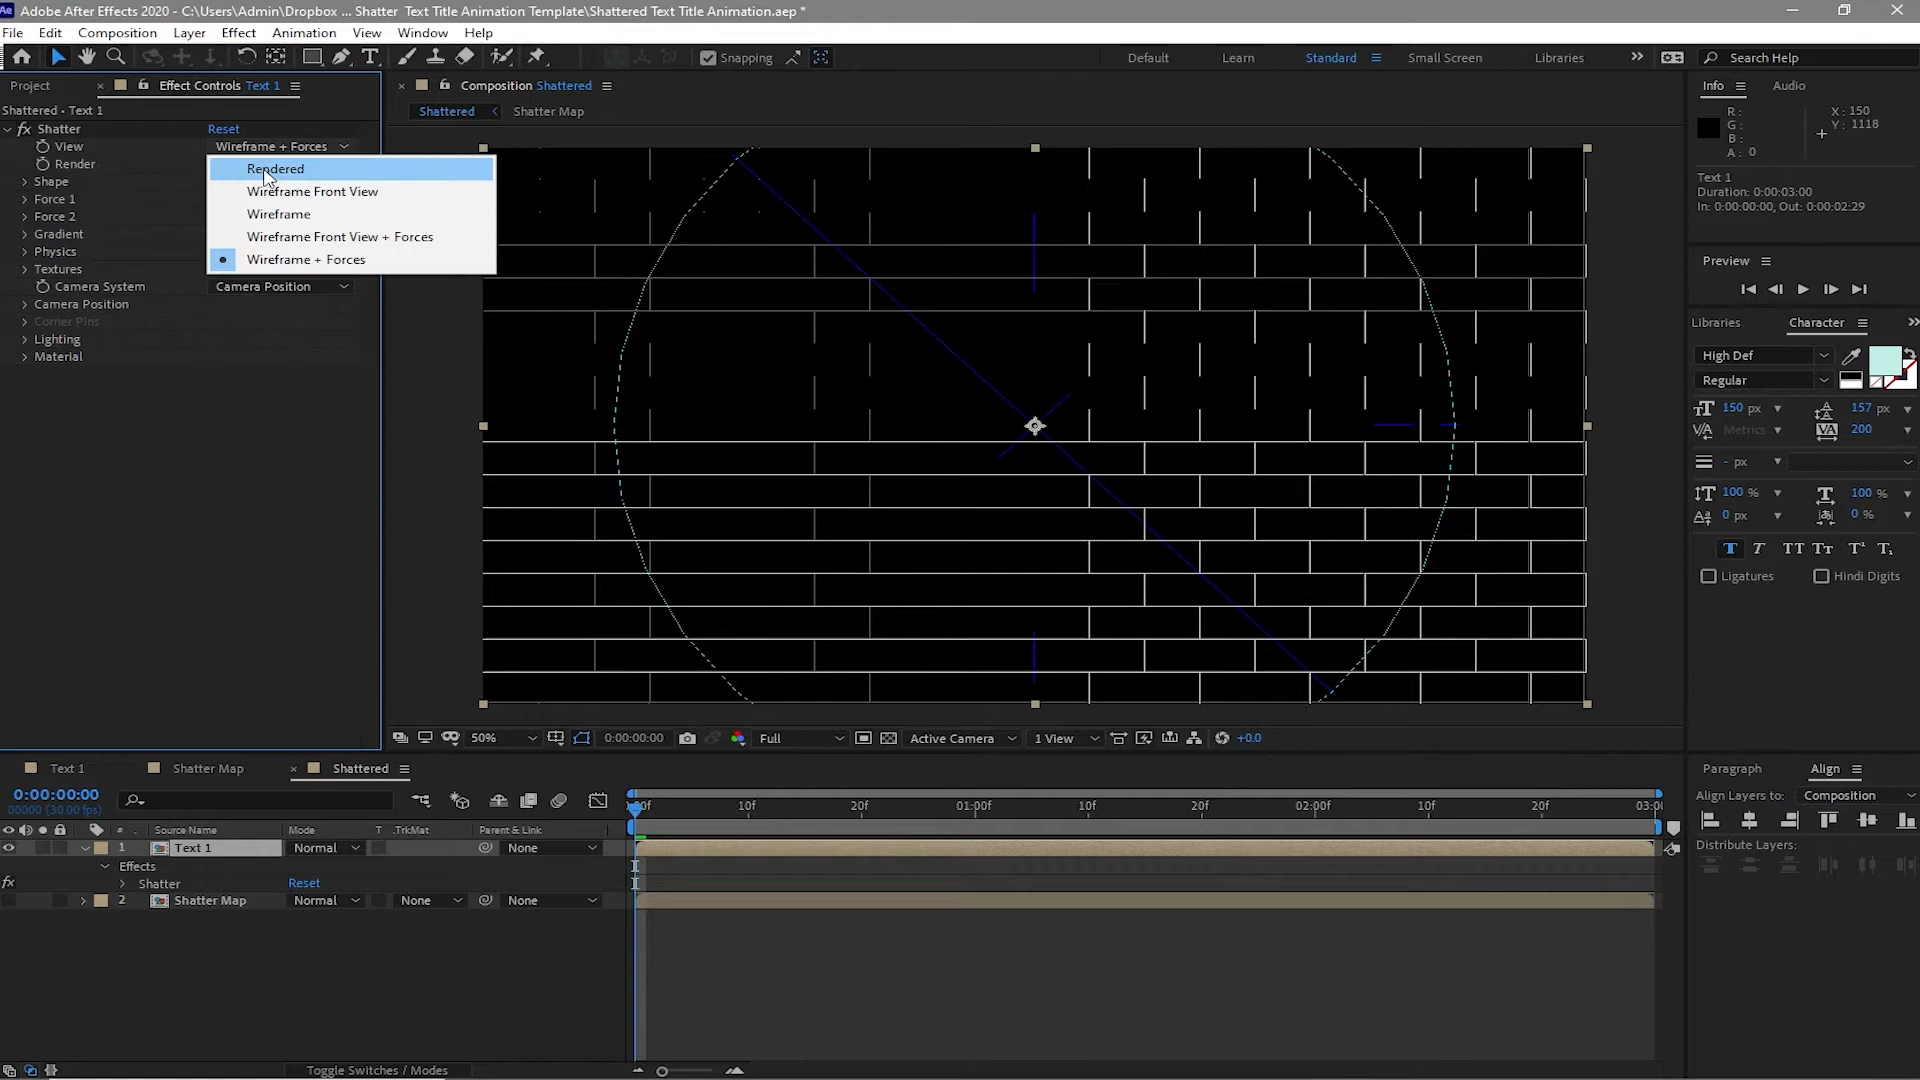 Adobe After Effects 2020 - C:\Users\Admin\Dropbox ... Shatter Text Title Animation Template\Shattered Text Title Animation.aep *
File Edit Composition Layer Effect Animation View Window Help
Snapping Default Learn Standard Small Screen Libraries Search Help
Project Effect Controls Text 1
Composition Shattered
Info Audio
Shattered • Text 1
Shattered Shatter Map
R: X: 150
G: Y: 1118
B:
A: 0
fx Shatter Reset
View Wireframe + Forces
Render
Shape
Force 1
Force 2
Gradient
Physics
Textures
Camera System Camera Position
Camera Position
Corner Pins
Lighting
Material
Rendered
Wireframe Front View
Wireframe
Wireframe Front View + Forces
Wireframe + Forces
Text 1
Duration: 0:00:03:00
In: 0:00:00:00, Out: 0:00:02:29
Preview
Libraries Character
High Def
Regular
150 px 157 px
Metrics 200
- px
100 % 100 %
0 px 0 %
T T TT Tт T¹ T₁
Ligatures Hindi Digits
50% 0:00:00:00 Full Active Camera 1 View +0.0
Text 1 Shatter Map Shattered
Paragraph Align
0:00:00:00
00000 (30.00 fps)
:00f 10f 20f 01:00f 10f 20f 02:00f 10f 20f 03:00
Align Layers to: Composition
# Source Name Mode T .TrkMat Parent & Link
1 Text 1 Normal None
Effects
fx Shatter Reset
2 Shatter Map Normal None None
Distribute Layers:
Toggle Switches / Modes